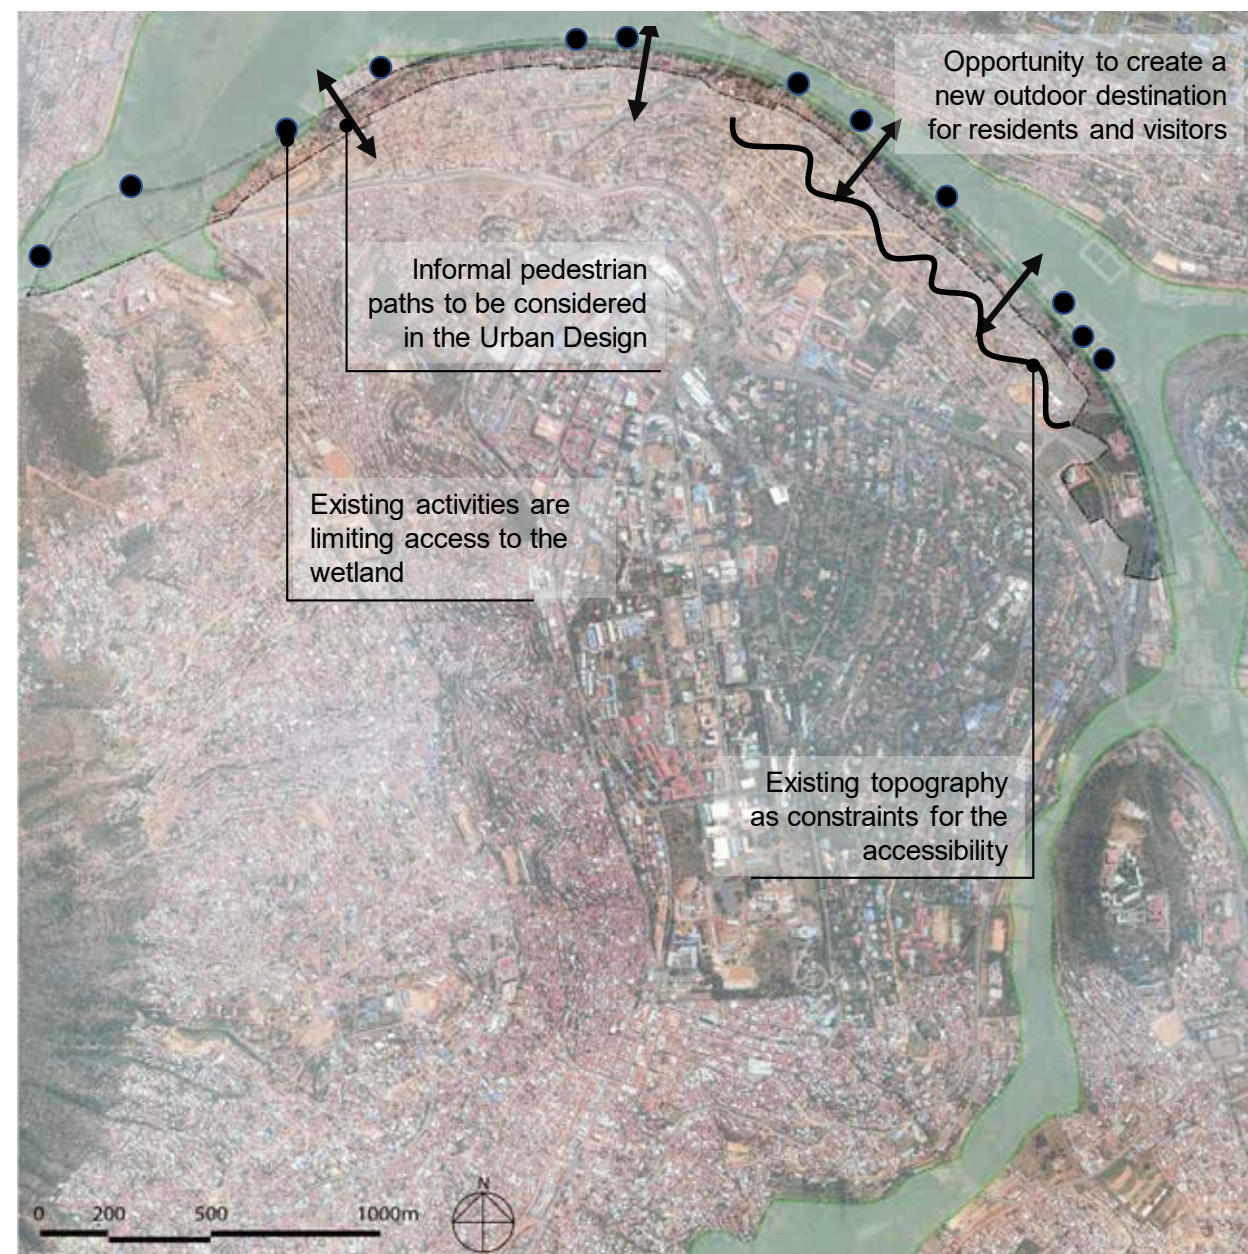 Opportunity to create a
new outdoor destination
for residents and visitors
Informal pedestrian
paths to be considered
in the Urban Design
Existing activities are
limiting access to the
wetland
Existing topography
as constraints for the
accessibility
N
0 200 500 1000m